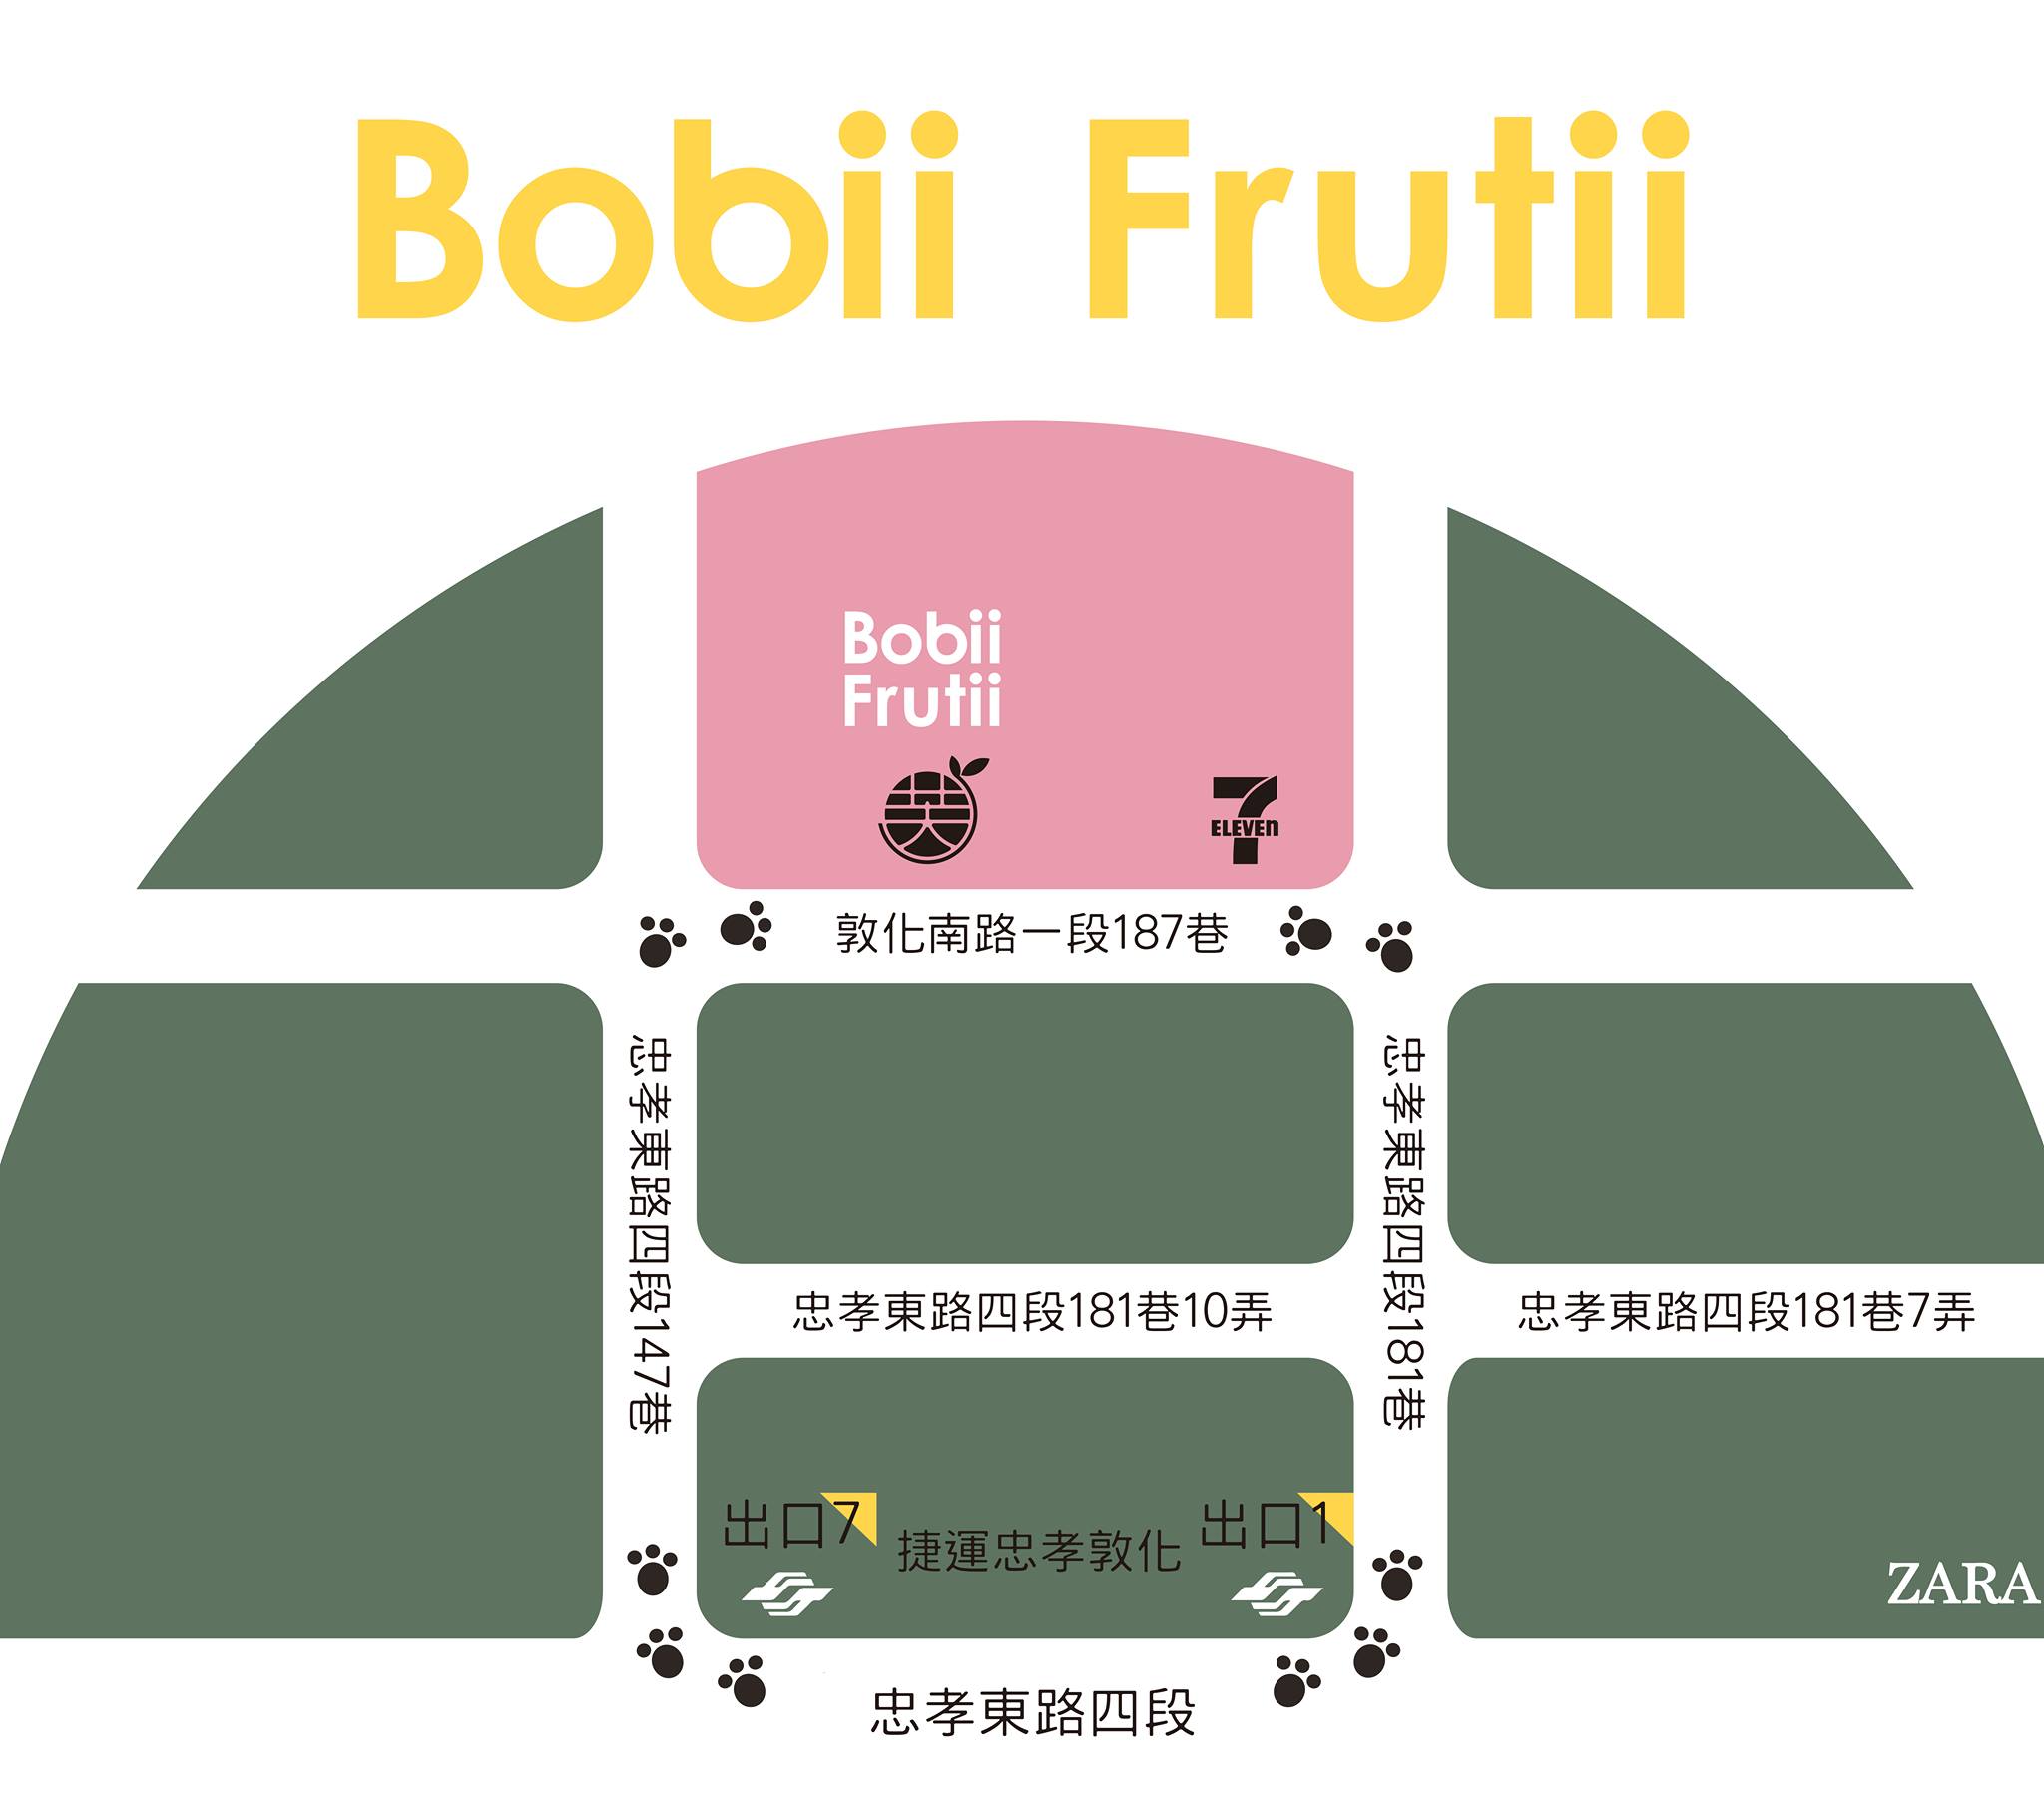 Bobii Frutii
Bobii
Frutii
7
ELEVEn
敦化南路一段187巷
忠孝東路四段147巷
忠孝東路四段181巷
忠孝東路四段181巷10弄
忠孝東路四段181巷7弄
出口7
捷運忠孝敦化
出口1
ZARA
忠孝東路四段